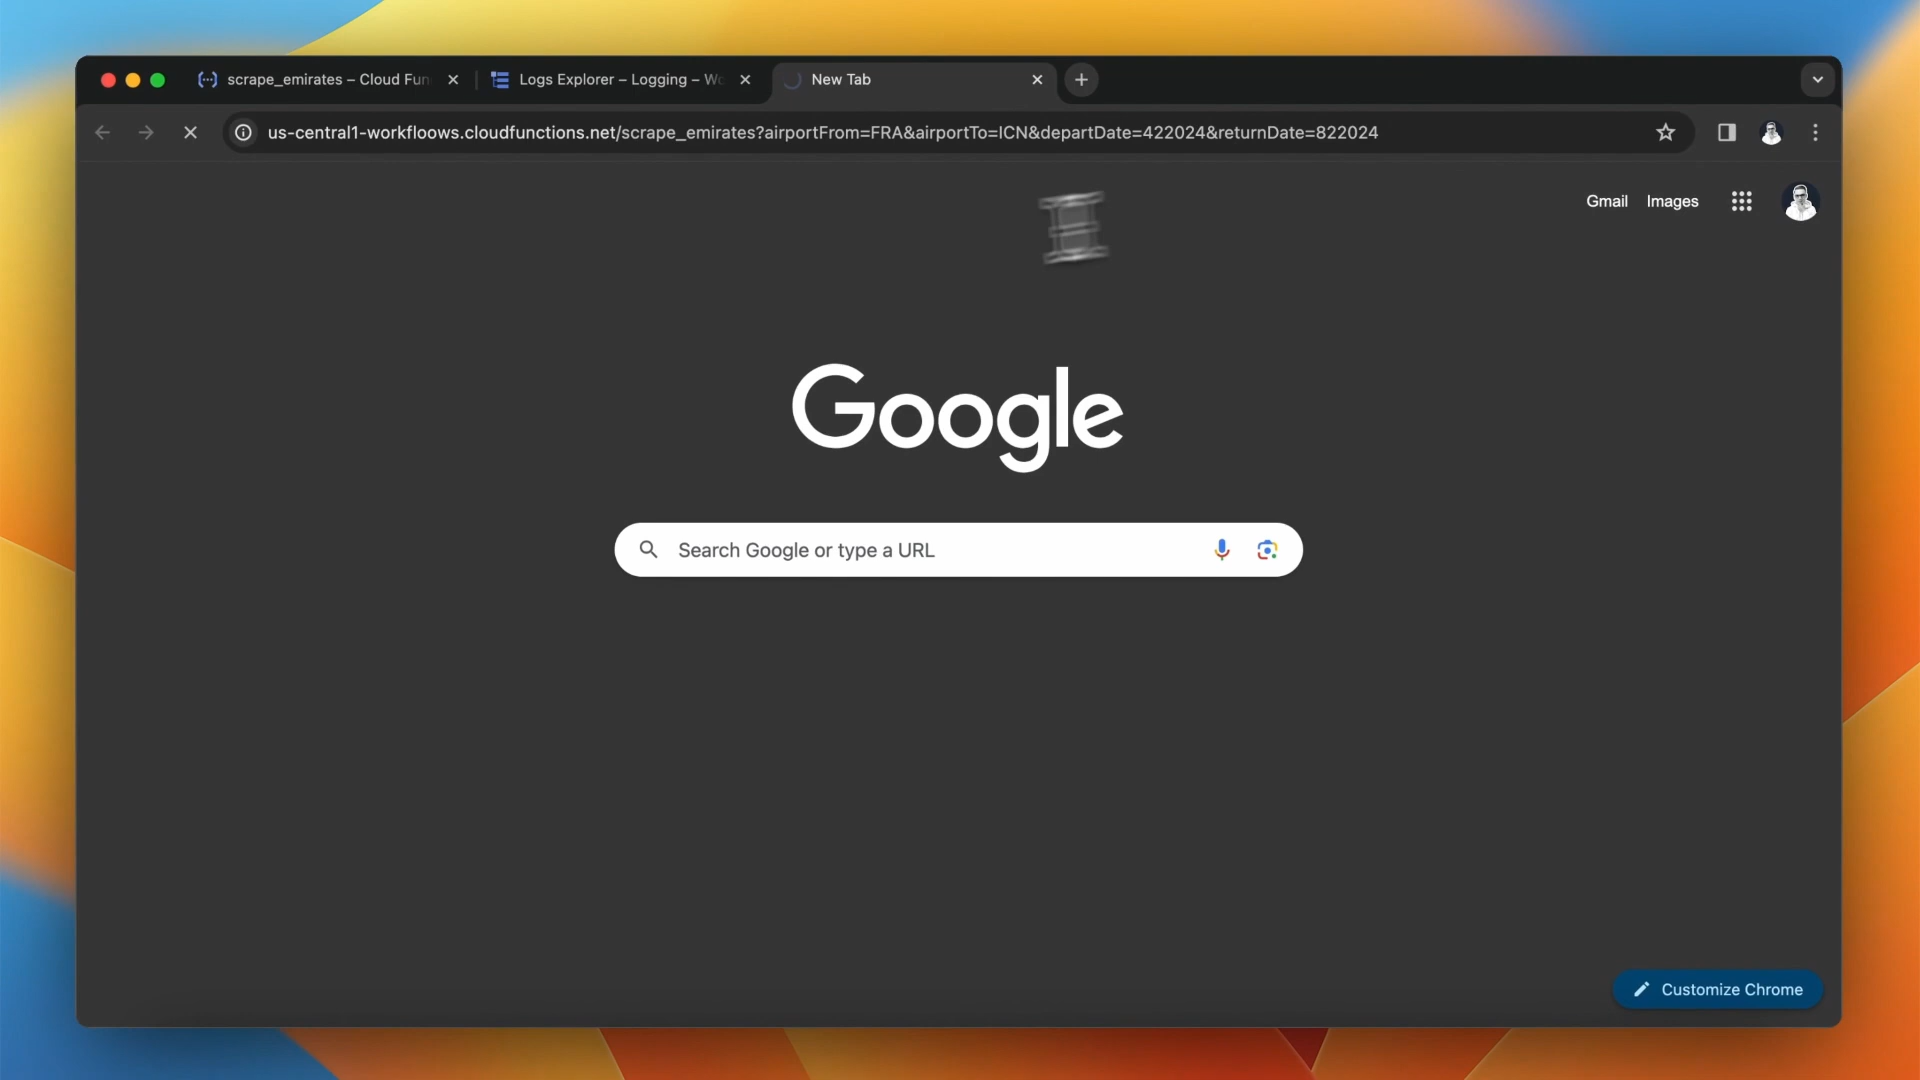 scrape_emirates – Cloud Fun
Logs Explorer – Logging – Wo
New Tab
us-central1-workfloows.cloudfunctions.net/scrape_emirates?airportFrom=FRA&airportTo=ICN&departDate=422024&returnDate=822024
Gmail Images
Google
Search Google or type a URL
Customize Chrome